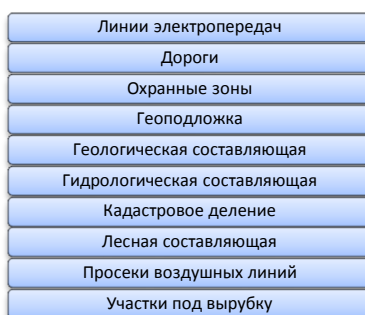 Линии электропередач
Дороги
Охранные зоны
Геоподложка
Геологическая составляющая
Гидрологическая составляющая
Кадастровое деление
Лесная составляющая
Просеки воздушных линий
Участки под вырубку